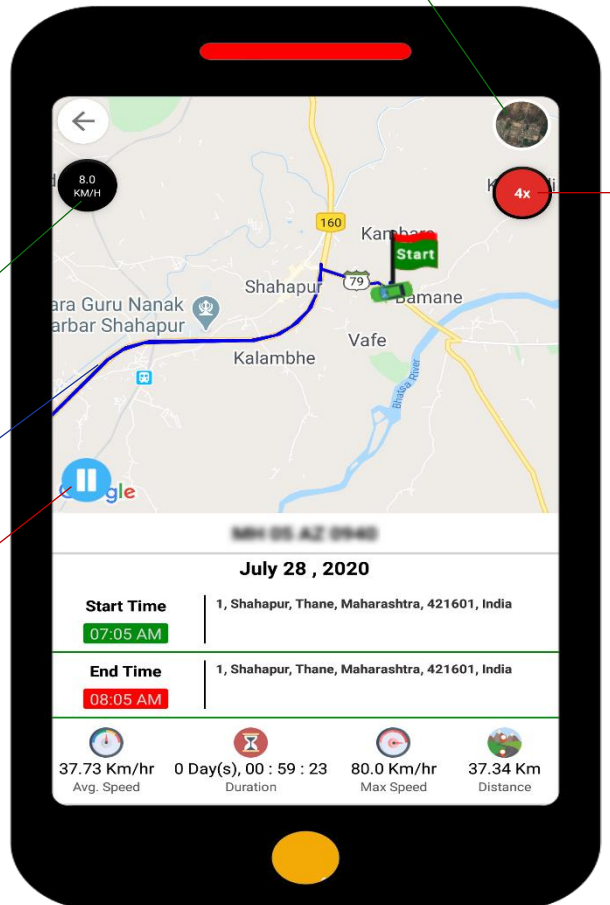 8.0
KM/H
4x
160
Kambara
Start
79
Bamane
Shahapur
ara Guru Nanak
arbar Shahapur
Vafe
Kalambhe
Bhatsa River
gle
July 28 , 2020
Start Time
1, Shahapur, Thane, Maharashtra, 421601, India
07:05 AM
End Time
1, Shahapur, Thane, Maharashtra, 421601, India
08:05 AM
37.73 Km/hr
0 Day(s), 00 : 59 : 23
80.0 Km/hr
37.34 Km
Avg. Speed
Duration
Max Speed
Distance